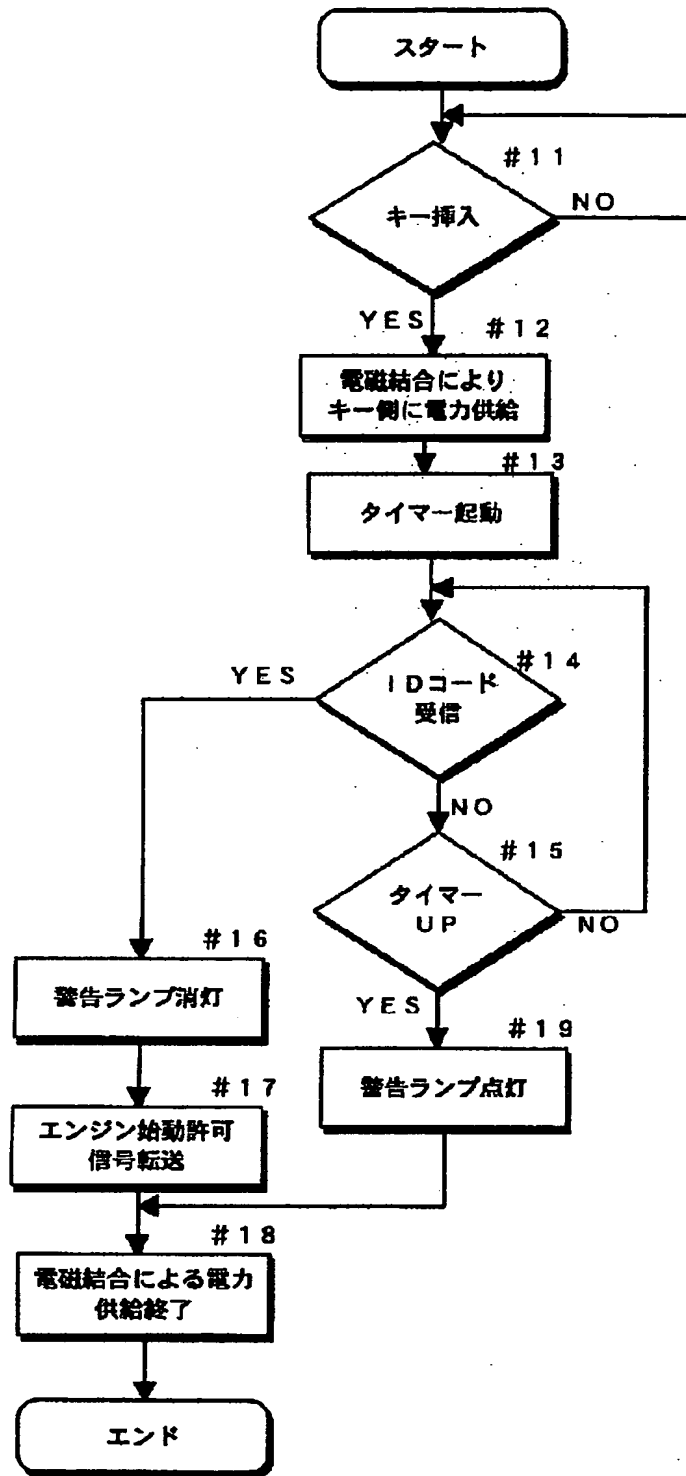 スタート
#11
キー挿入
NO
YES
#12
電磁結合により
キー側に電力供給
#13
タイマー起動
#14
YES
IDコード
受信
NO
#15
タイマー
UP
NO
#16
YES
#19
警告ランプ消灯
警告ランプ点灯
#17
エンジン始動許可
信号転送
#18
電磁結合による電力
供給終了
エンド